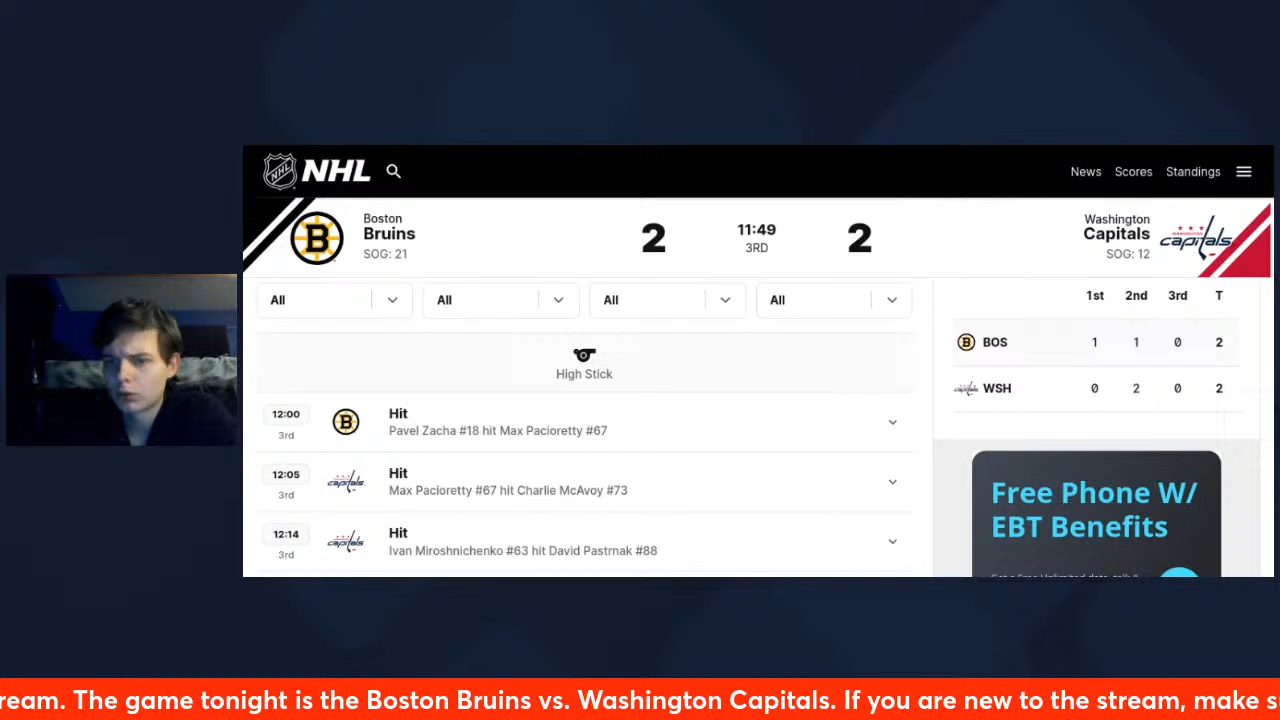 NHL
News Scores Standings
Boston
Bruins
SOG: 21
2
11:49
3RD
2
Washington
Capitals
SOG: 12
capitals
All All All All
High Stick
12:00
3rd
Hit
Pavel Zacha #18 hit Max Pacioretty #67
12:05
3rd
Hit
Max Pacioretty #67 hit Charlie McAvoy #73
12:14
3rd
Hit
Ivan Miroshnichenko #63 hit David Pastrnak #88
1st 2nd 3rd T
BOS 1 1 0 2
WSH 0 2 0 2
Free Phone W/
EBT Benefits
ream. The game tonight is the Boston Bruins vs. Washington Capitals. If you are new to the stream, make s